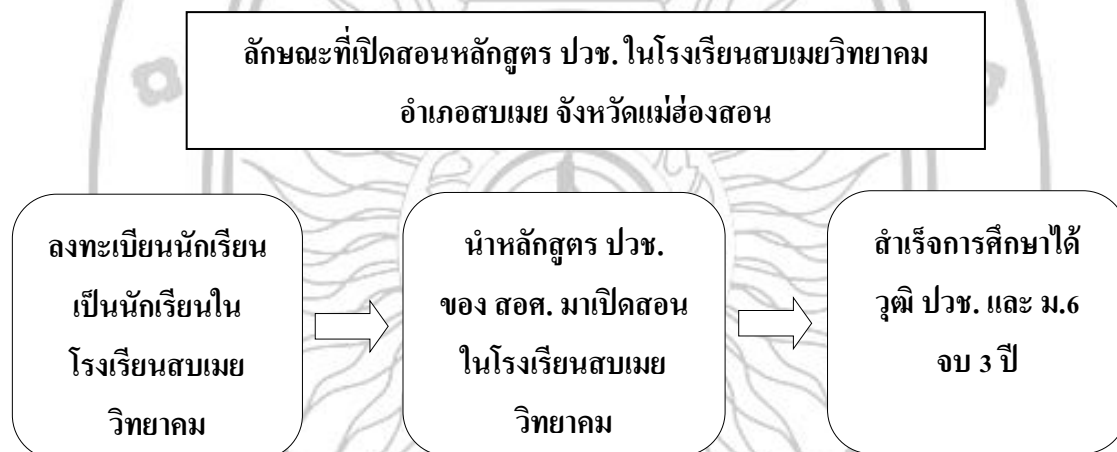 ลักษณะที่เปิดสอนหลักสูตร ปวช. ในโรงเรียนสบเมยวิทยาคม
อำเภอสบเมย จังหวัดแม่ฮ่องสอน
ลงทะเบียนนักเรียน
เป็นนักเรียนใน
โรงเรียนสบเมย
วิทยาคม
นำหลักสูตร ปวช.
ของ สอศ. มาเปิดสอน
ในโรงเรียนสบเมย
วิทยาคม
สำเร็จการศึกษาได้
วุฒิ ปวช. และ ม.6
จบ 3 ปี